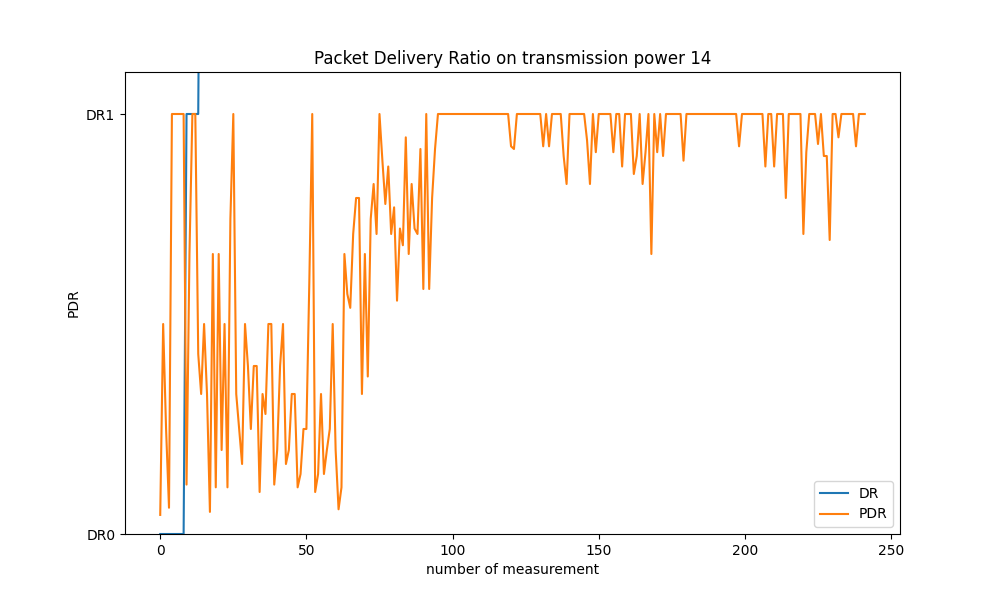 Packet Delivery Ratio on transmission power 14
DR1
PDR
DR0
0 50 100 150 200 250
number of measurement
DR
PDR